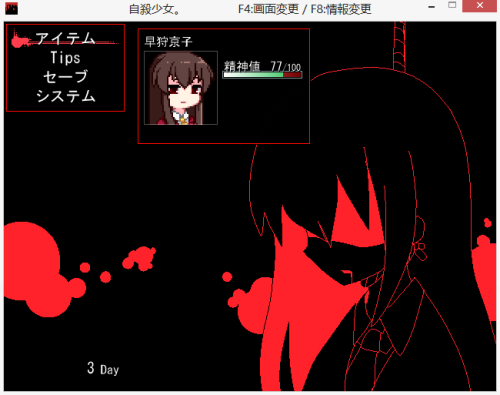 自殺少女。 F4:画面変更 / F8:情報変更
アイテム
Tips
セーブ
システム
早狩京子
精神値 77/100
3 Day